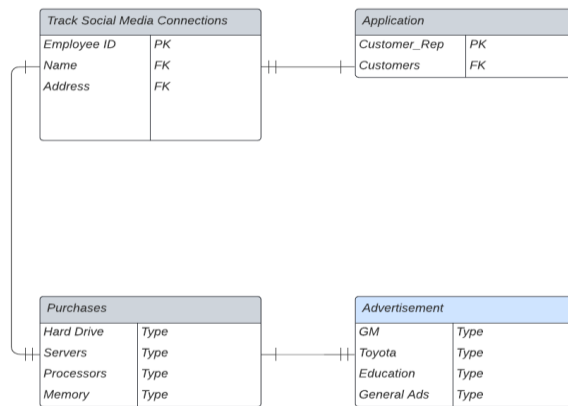 Track Social Media Connections
Employee ID PK
Name FK
Address FK
Application
Customer_Rep PK
Customers FK
Purchases
Hard Drive Type
Servers Type
Processors Type
Memory Type
Advertisement
GM Type
Toyota Type
Education Type
General Ads Type